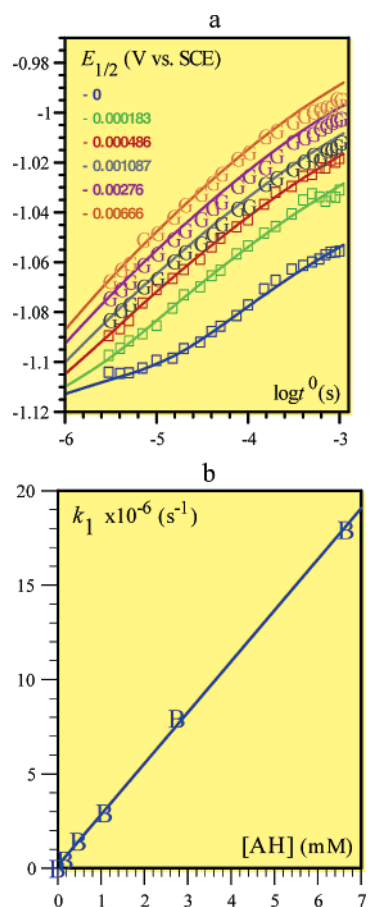 a
E1/2 (V vs. SCE)
- 0
- 0.000183
- 0.000486
- 0.001087
- 0.00276
- 0.00666
-0.98
-1
-1.02
-1.04
-1.06
-1.08
-1.1
-1.12
-6 -5 -4 -3
log t 0 (s)
b
k1 x10-6 (s-1)
20
15
10
5
0
B B B B B B
[AH] (mM)
0 1 2 3 4 5 6 7